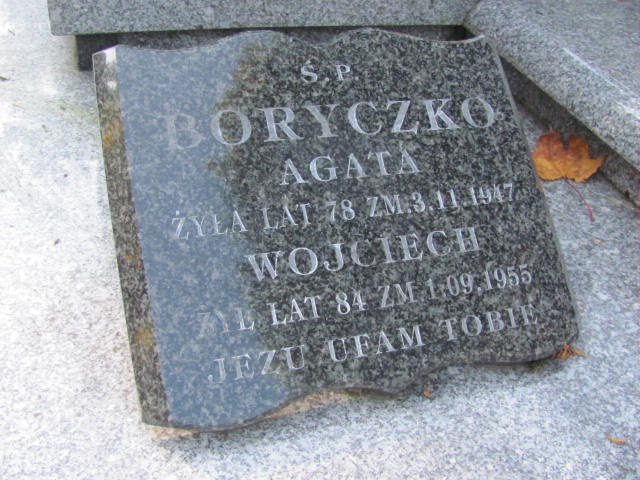 Ś.P
BORYCZKO
AGATA
ŻYŁA LAT 78 ZM.3.11.1947
WOJCIECH
ŻYŁ LAT 84 ZM.1.09.1955
JEZU UFAM TOBIE